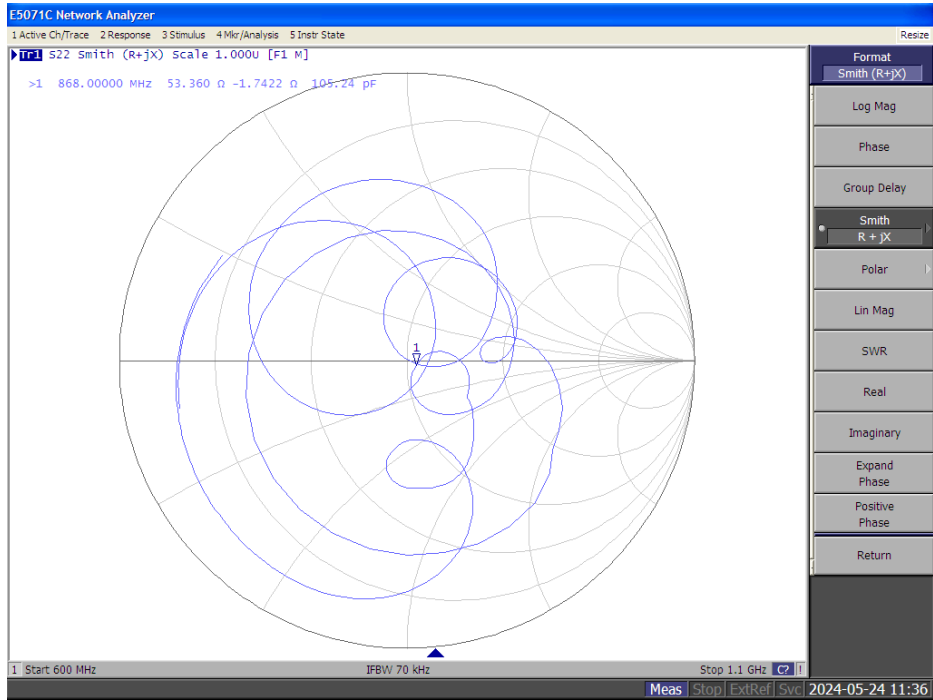 E5071C Network Analyzer
1 Active Ch/Trace 2 Response 3 Stimulus 4 Mkr/Analysis 5 Instr State
Resize
Tr1 S22 Smith (R+jX) Scale 1.000U [F1 M]
>1 868.00000 MHz 53.360 Ω -1.7422 Ω 105.24 pF
1
Format
Smith (R+jX)
Log Mag
Phase
Group Delay
Smith
R + jX
Polar
Lin Mag
SWR
Real
Imaginary
Expand
Phase
Positive
Phase
Return
1 Start 600 MHz
IFBW 70 kHz
Stop 1.1 GHz C? !
Meas Stop ExtRef Svc 2024-05-24 11:36